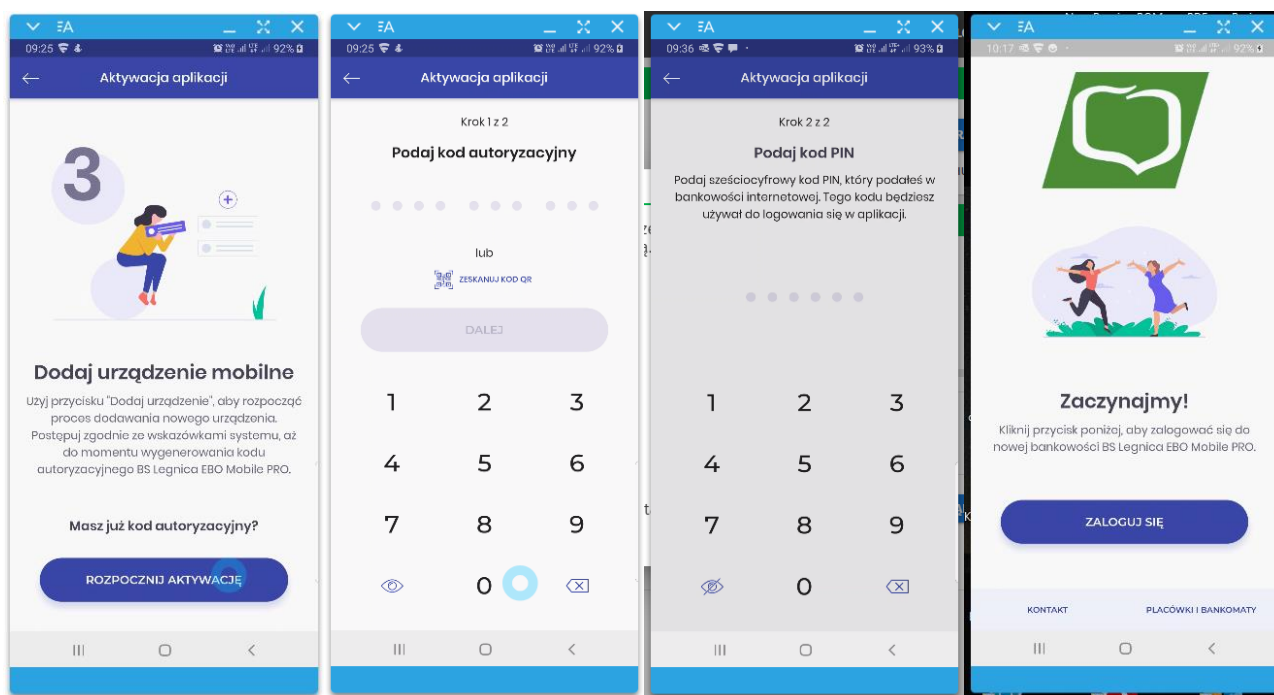 ΞA
09:25
92%
Aktywacja aplikacji
3
Dodaj urządzenie mobilne
Użyj przycisku "Dodaj urządzenie", aby rozpocząć
proces dodawania nowego urządzenia.
Postępuj zgodnie ze wskazówkami systemu, aż
do momentu wygenerowania kodu
autoryzacyjnego BS Legnica EBO Mobile PRO.
Masz już kod autoryzacyjny?
ROZPOCZNIJ AKTYWACJĘ
ΞA
09:25
92%
Aktywacja aplikacji
Krok 1 z 2
Podaj kod autoryzacyjny
lub
ZESKANUJ KOD QR
DALEJ
1 2 3
4 5 6
7 8 9
0
ΞA
09:36
93%
Aktywacja aplikacji
Krok 2 z 2
Podaj kod PIN
Podaj sześciocyfrowy kod PIN, który podałeś w
bankowości internetowej. Tego kodu będziesz
używał do logowania się w aplikacji.
1 2 3
4 5 6
7 8 9
0
ΞA
10:17
92%
Zaczynajmy!
Kliknij przycisk poniżej, aby zalogować się do
nowej bankowości BS Legnica EBO Mobile PRO.
ZALOGUJ SIĘ
KONTAKT PLACÓWKI I BANKOMATY